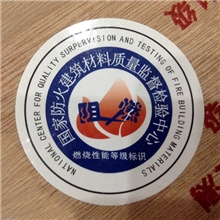 NATIONAL CENTER FOR QUALITY SURPERVISION AND TESTING OF FIRE BUILDING MATERIALS
国家防火建筑材料质量监督检验中心
阻燃
燃烧性能等级标识